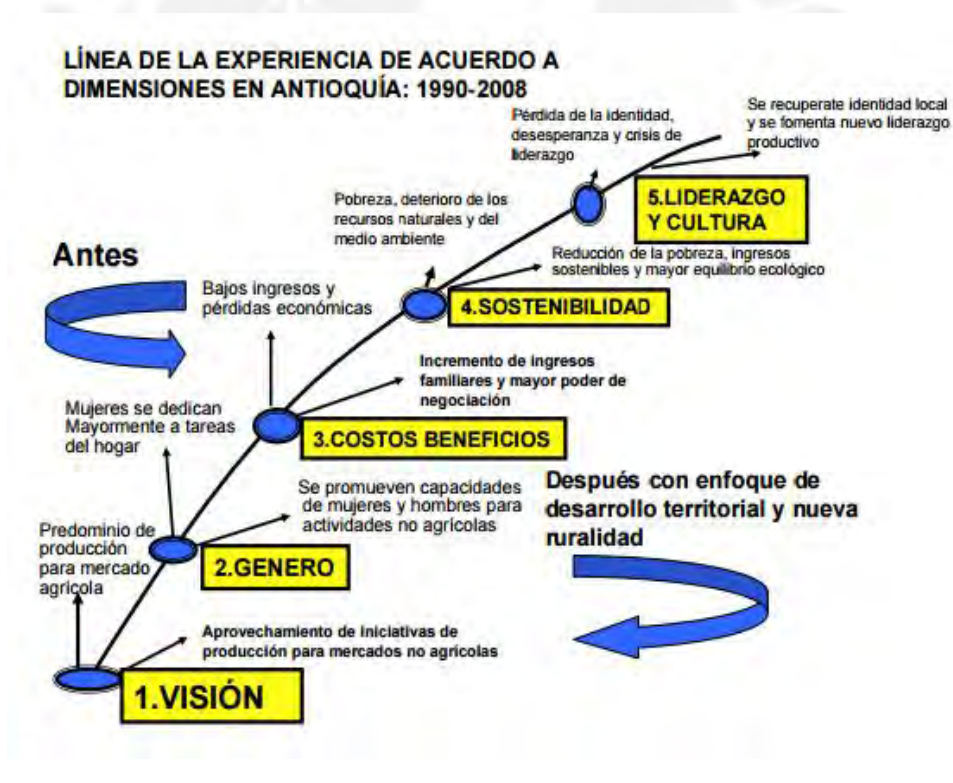 LÍNEA DE LA EXPERIENCIA DE ACUERDO A
DIMENSIONES EN ANTIOQUÍA: 1990-2008
Pérdida de la identidad,
desesperanza y crisis de
liderazgo
Se recuperate identidad local
y se fomenta nuevo liderazgo
productivo
5.LIDERAZGO
Y CULTURA
Pobreza, deterioro de los
recursos naturales y del
medio ambiente
Reducción de la pobreza, ingresos
sostenibles y mayor equilibrio ecológico
4.SOSTENIBILIDAD
Antes
Bajos ingresos y
pérdidas económicas
Incremento de ingresos
familiares y mayor poder de
negociación
3.COSTOS BENEFICIOS
Mujeres se dedican
Mayormente a tareas
del hogar
Se promueven capacidades
de mujeres y hombres para
actividades no agrícolas
2.GENERO
Después con enfoque de
desarrollo territorial y nueva
ruralidad
Predominio de
producción
para mercado
agrícola
Aprovechamiento de iniciativas de
producción para mercados no agrícolas
1.VISIÓN